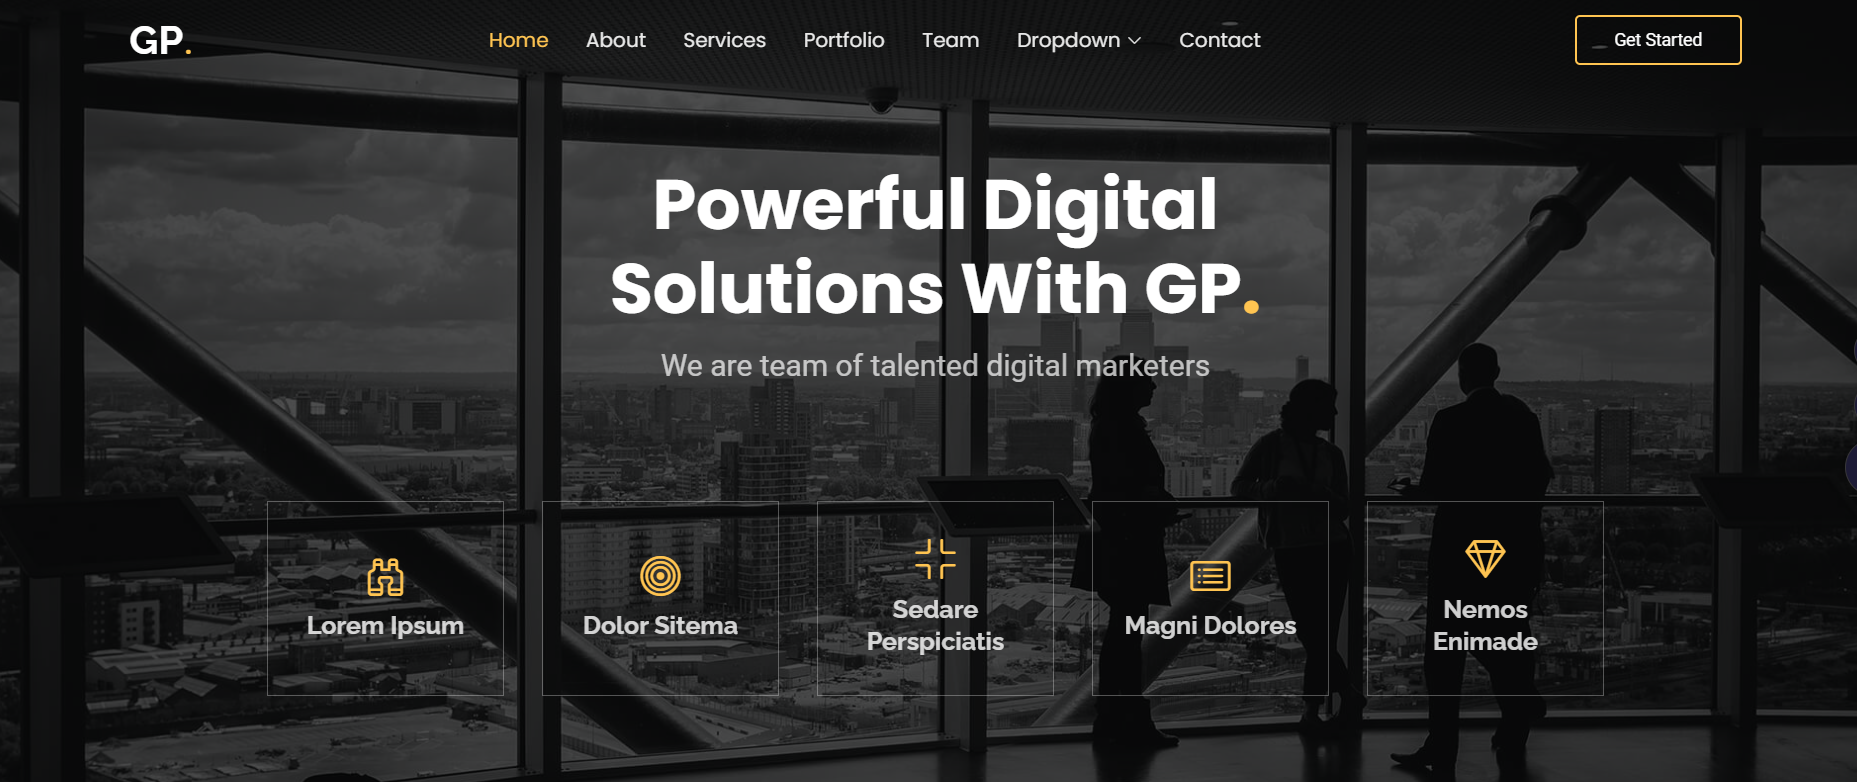 GP.
Home About Services Portfolio Team Dropdown Contact
Get Started
Powerful Digital
Solutions With GP.
We are team of talented digital marketers
Lorem Ipsum
Dolor Sitema
Sedare
Perspiciatis
Magni Dolores
Nemos
Enimade